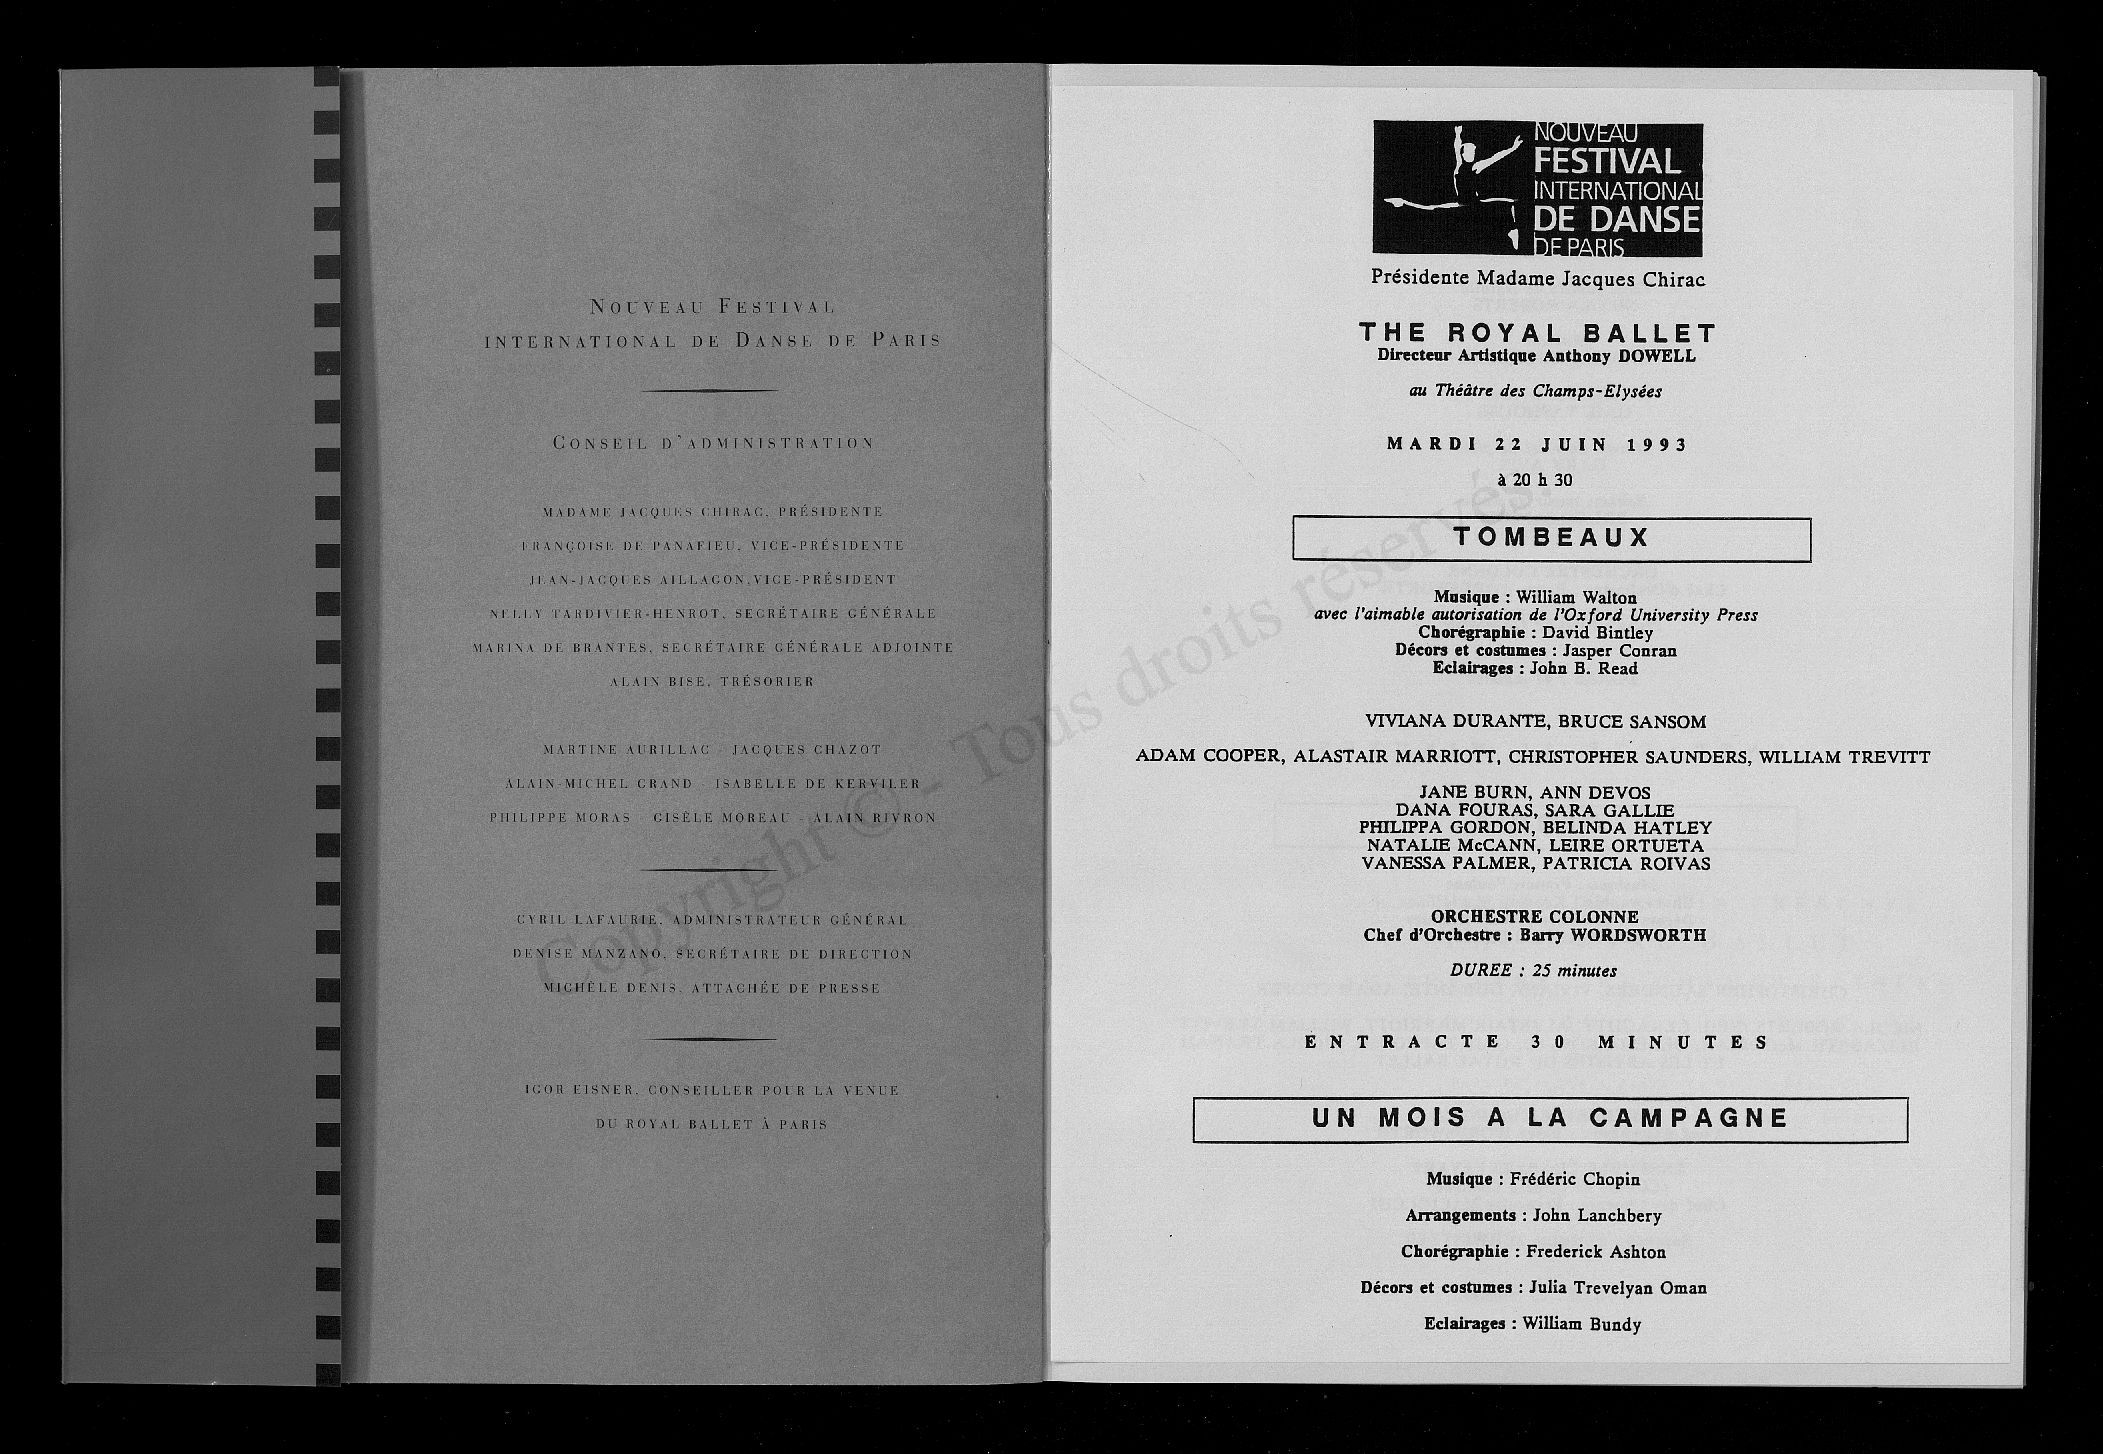 NOUVEAU FESTIVAL
INTERNATIONAL DE DANSE DE PARIS
CONSEIL D'ADMINISTRATION
MADAME JACQUES CHIRAC, PRÉSIDENTE
FRANÇOISE DE PANAFIEU, VICE-PRÉSIDENTE
JEAN-JACQUES AILLAGON, VICE-PRÉSIDENT
NELLY TARDIVIER-HENROT, SECRÉTAIRE GÉNÉRALE
MARINA DE BRANTES, SECRÉTAIRE GÉNÉRALE ADJOINTE
ALAIN BISE, TRÉSORIER
MARTINE AURILLAC - JACQUES CHAZOT
ALAIN-MICHEL GRAND - ISABELLE DE KERVILER
PHILIPPE MORAS - GISÈLE MOREAU - ALAIN RIVRON
CYRIL LAFAURIE, ADMINISTRATEUR GÉNÉRAL
DENISE MANZANO, SECRÉTAIRE DE DIRECTION
MICHÈLE DENIS, ATTACHÉE DE PRESSE
IGOR EISNER, CONSEILLER POUR LA VENUE
DU ROYAL BALLET À PARIS
NOUVEAU
FESTIVAL
INTERNATIONAL
DE DANSE
DE PARIS
Présidente Madame Jacques Chirac
THE ROYAL BALLET
Directeur Artistique Anthony DOWELL
au Théâtre des Champs-Elysées
MARDI 22 JUIN 1993
à 20 h 30
TOMBEAUX
Musique : William Walton
avec l'aimable autorisation de l'Oxford University Press
Chorégraphie : David Bintley
Décors et costumes : Jasper Conran
Eclairages : John B. Read
VIVIANA DURANTE, BRUCE SANSOM
ADAM COOPER, ALASTAIR MARRIOTT, CHRISTOPHER SAUNDERS, WILLIAM TREVITT
JANE BURN, ANN DEVOS
DANA FOURAS, SARA GALLIE
PHILIPPA GORDON, BELINDA HATLEY
NATALIE McCANN, LEIRE ORTUETA
VANESSA PALMER, PATRICIA ROIVAS
ORCHESTRE COLONNE
Chef d'Orchestre : Barry WORDSWORTH
DUREE : 25 minutes
ENTRACTE 30 MINUTES
UN MOIS A LA CAMPAGNE
Musique : Frédéric Chopin
Arrangements : John Lanchbery
Chorégraphie : Frederick Ashton
Décors et costumes : Julia Trevelyan Oman
Eclairages : William Bundy
Copyright © - Tous droits réservés.